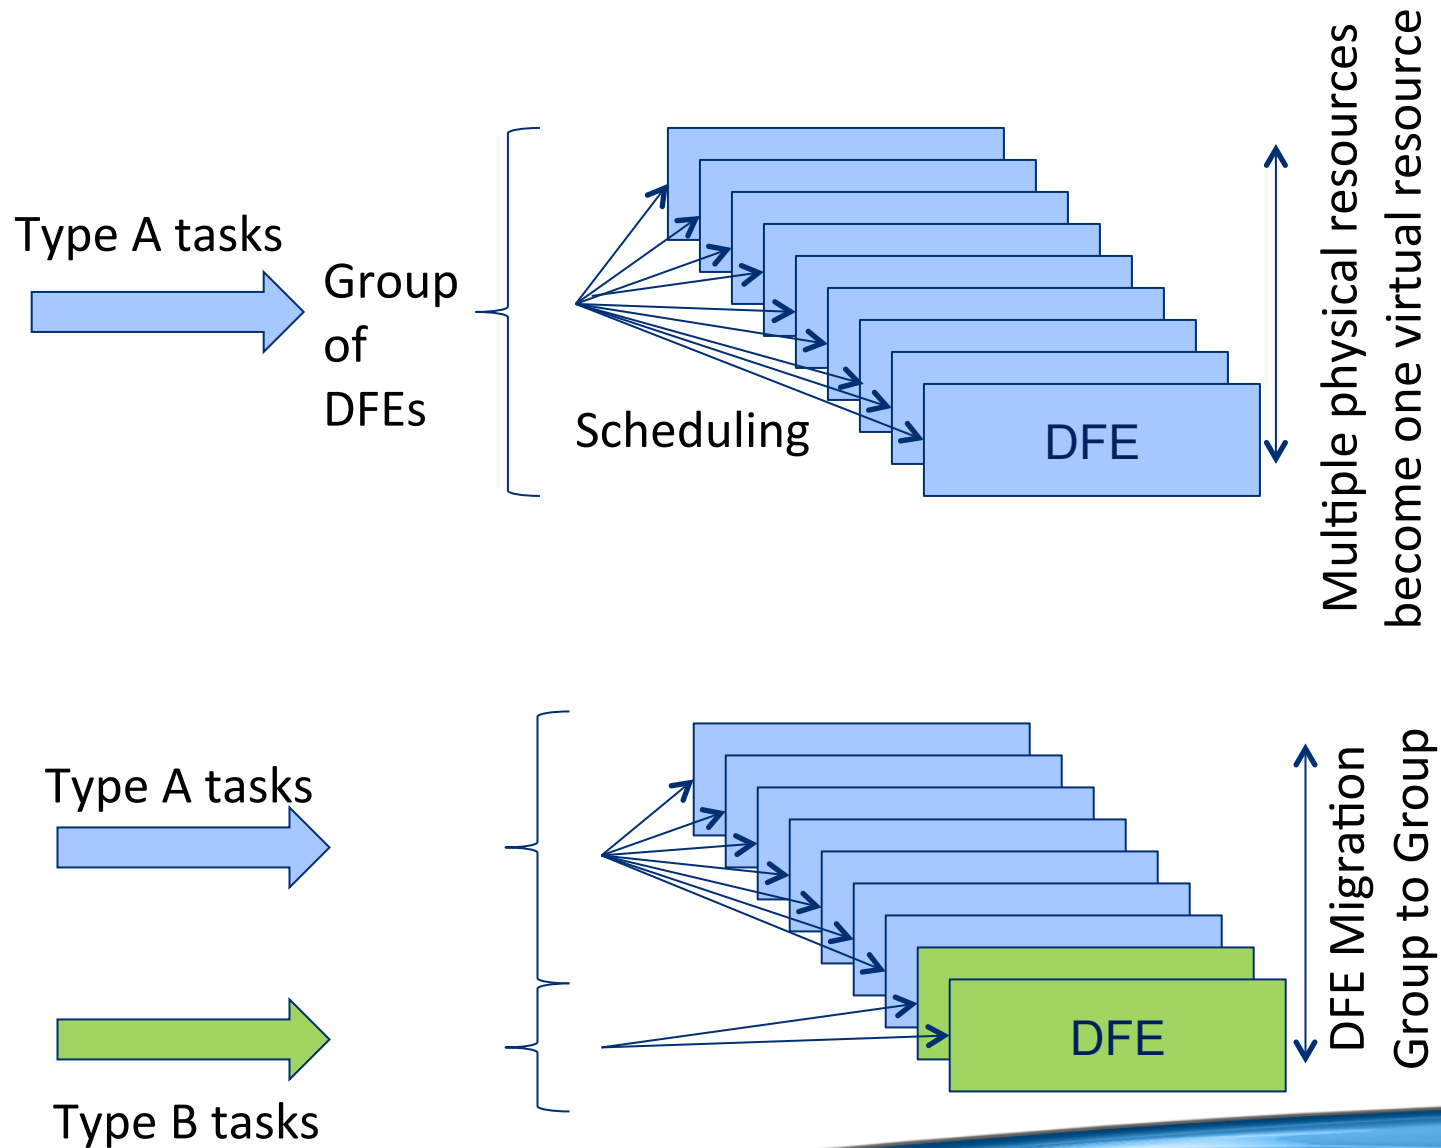 Type A tasks
Group
of
DFEs
Scheduling
DFE
Multiple physical resources
become one virtual resource
Type A tasks
Type B tasks
DFE
DFE Migration
Group to Group